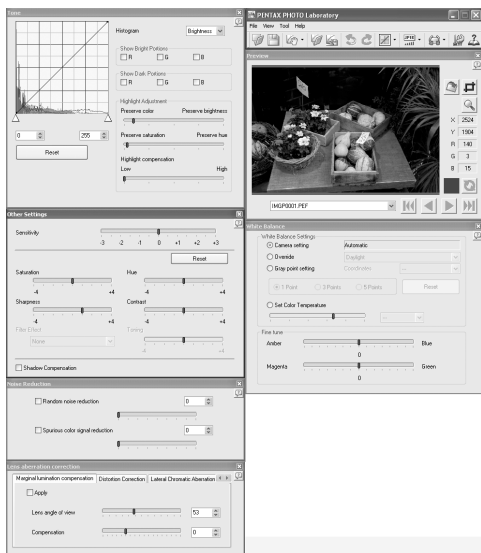 Tone
Histogram
Brightness
Show Bright Portions
R G B
Show Dark Portions
R G B
Highlight Adjustment
Preserve color Preserve brightness
Preserve saturation Preserve hue
Highlight compensation
Low High
0 255
Reset
Other Settings
Sensitivity
-3 -2 -1 0 +1 +2 +3
Reset
Saturation Hue
-4 +4 -4 +4
Sharpness Contrast
-4 +4 -4 +4
Filter Effect Toning
None
-4 +4
Shadow Compensation
Noise Reduction
Random noise reduction 0
Spurious color signal reduction 0
Lens aberration correction
Marginal lumination compensation Distortion Correction Lateral Chromatic Aberration
Apply
Lens angle of view 53
Compensation 0
PENTAX PHOTO Laboratory
File View Tool Help
JPEG
Preview
X 2524
Y 1904
R 140
G 3
B 15
IMGP0001.PEF
White Balance
White Balance Settings
Camera setting Automatic
Override Daylight
Gray point setting Coordinates --
1 Point 3 Points 5 Points Reset
Set Color Temperature
--
Fine tune
Amber Blue
0
Magenta Green
0